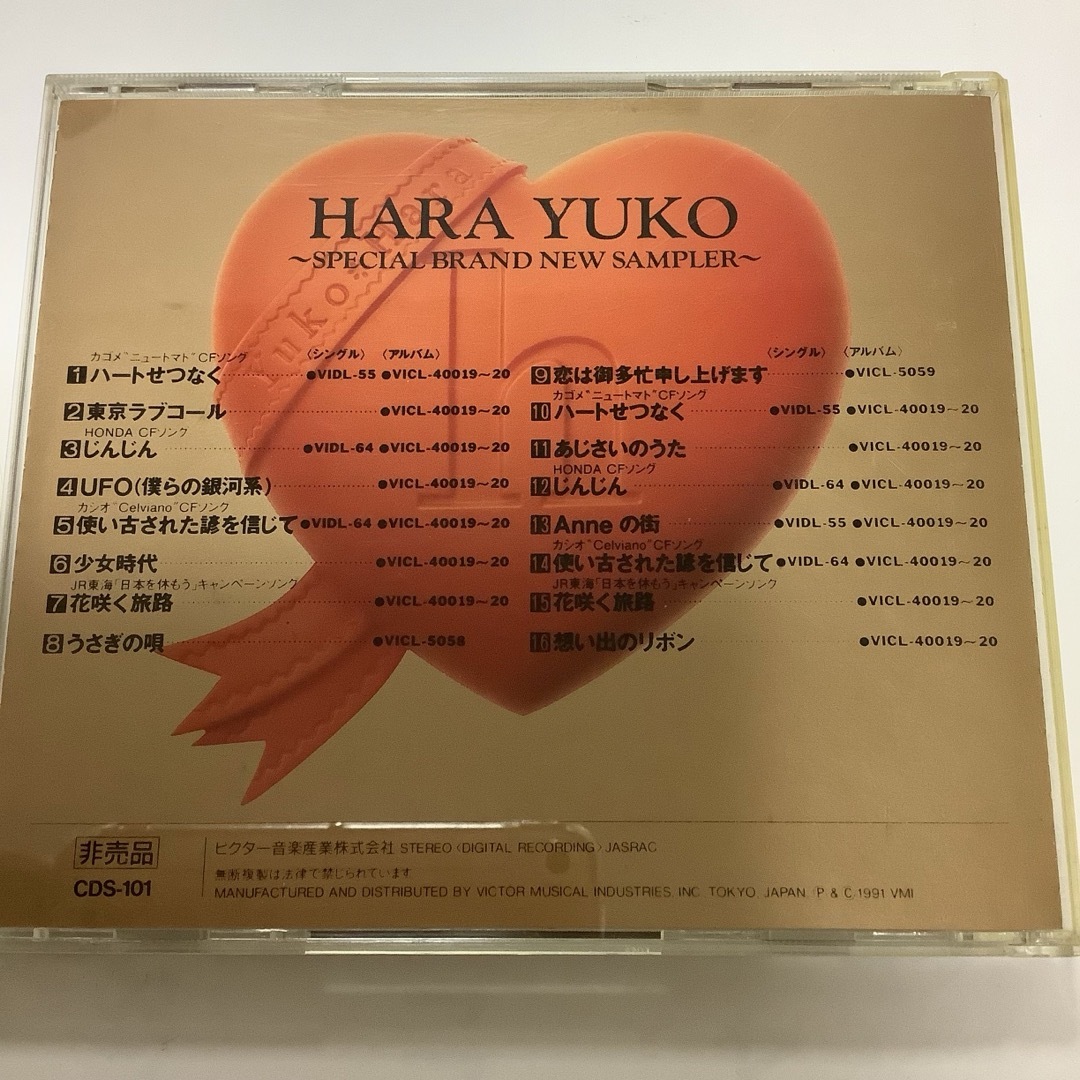 Yuko Hara
h
HARA YUKO
～SPECIAL BRAND NEW SAMPLER～
カゴメ"ニュートマト"CFソング 〈シングル〉 〈アルバム〉
1 ハートせつなく ●VIDL-55 ●VICL-40019～20
2 東京ラブコール ●VICL-40019～20
HONDA CFソング
3 じんじん ●VIDL-64 ●VICL-40019～20
4 UFO(僕らの銀河系) ●VICL-40019～20
カシオ"Celviano"CFソング
5 使い古された諺を信じて ●VIDL-64 ●VICL-40019～20
6 少女時代 ●VICL-40019～20
JR東海「日本を休もう」キャンペーンソング
7 花咲く旅路 ●VICL-40019～20
8 うさぎの唄 ●VICL-5058
〈シングル〉 〈アルバム〉
9 恋は御多忙申し上げます ●VICL-5059
カゴメ"ニュートマト"CFソング
10 ハートせつなく ●VIDL-55 ●VICL-40019～20
11 あじさいのうた ●VICL-40019～20
HONDA CFソング
12 じんじん ●VIDL-64 ●VICL-40019～20
13 Anneの街 ●VIDL-55 ●VICL-40019～20
カシオ"Celviano"CFソング
14 使い古された諺を信じて ●VIDL-64 ●VICL-40019～20
JR東海「日本を休もう」キャンペーンソング
15 花咲く旅路 ●VICL-40019～20
16 想い出のリボン ●VICL-40019～20
非売品
CDS-101
ビクター音楽産業株式会社 STEREO〈DIGITAL RECORDING〉JASRAC
無断複製は法律で禁じられています
MANUFACTURED AND DISTRIBUTED BY VICTOR MUSICAL INDUSTRIES, INC. TOKYO, JAPAN. P & C 1991 VMI